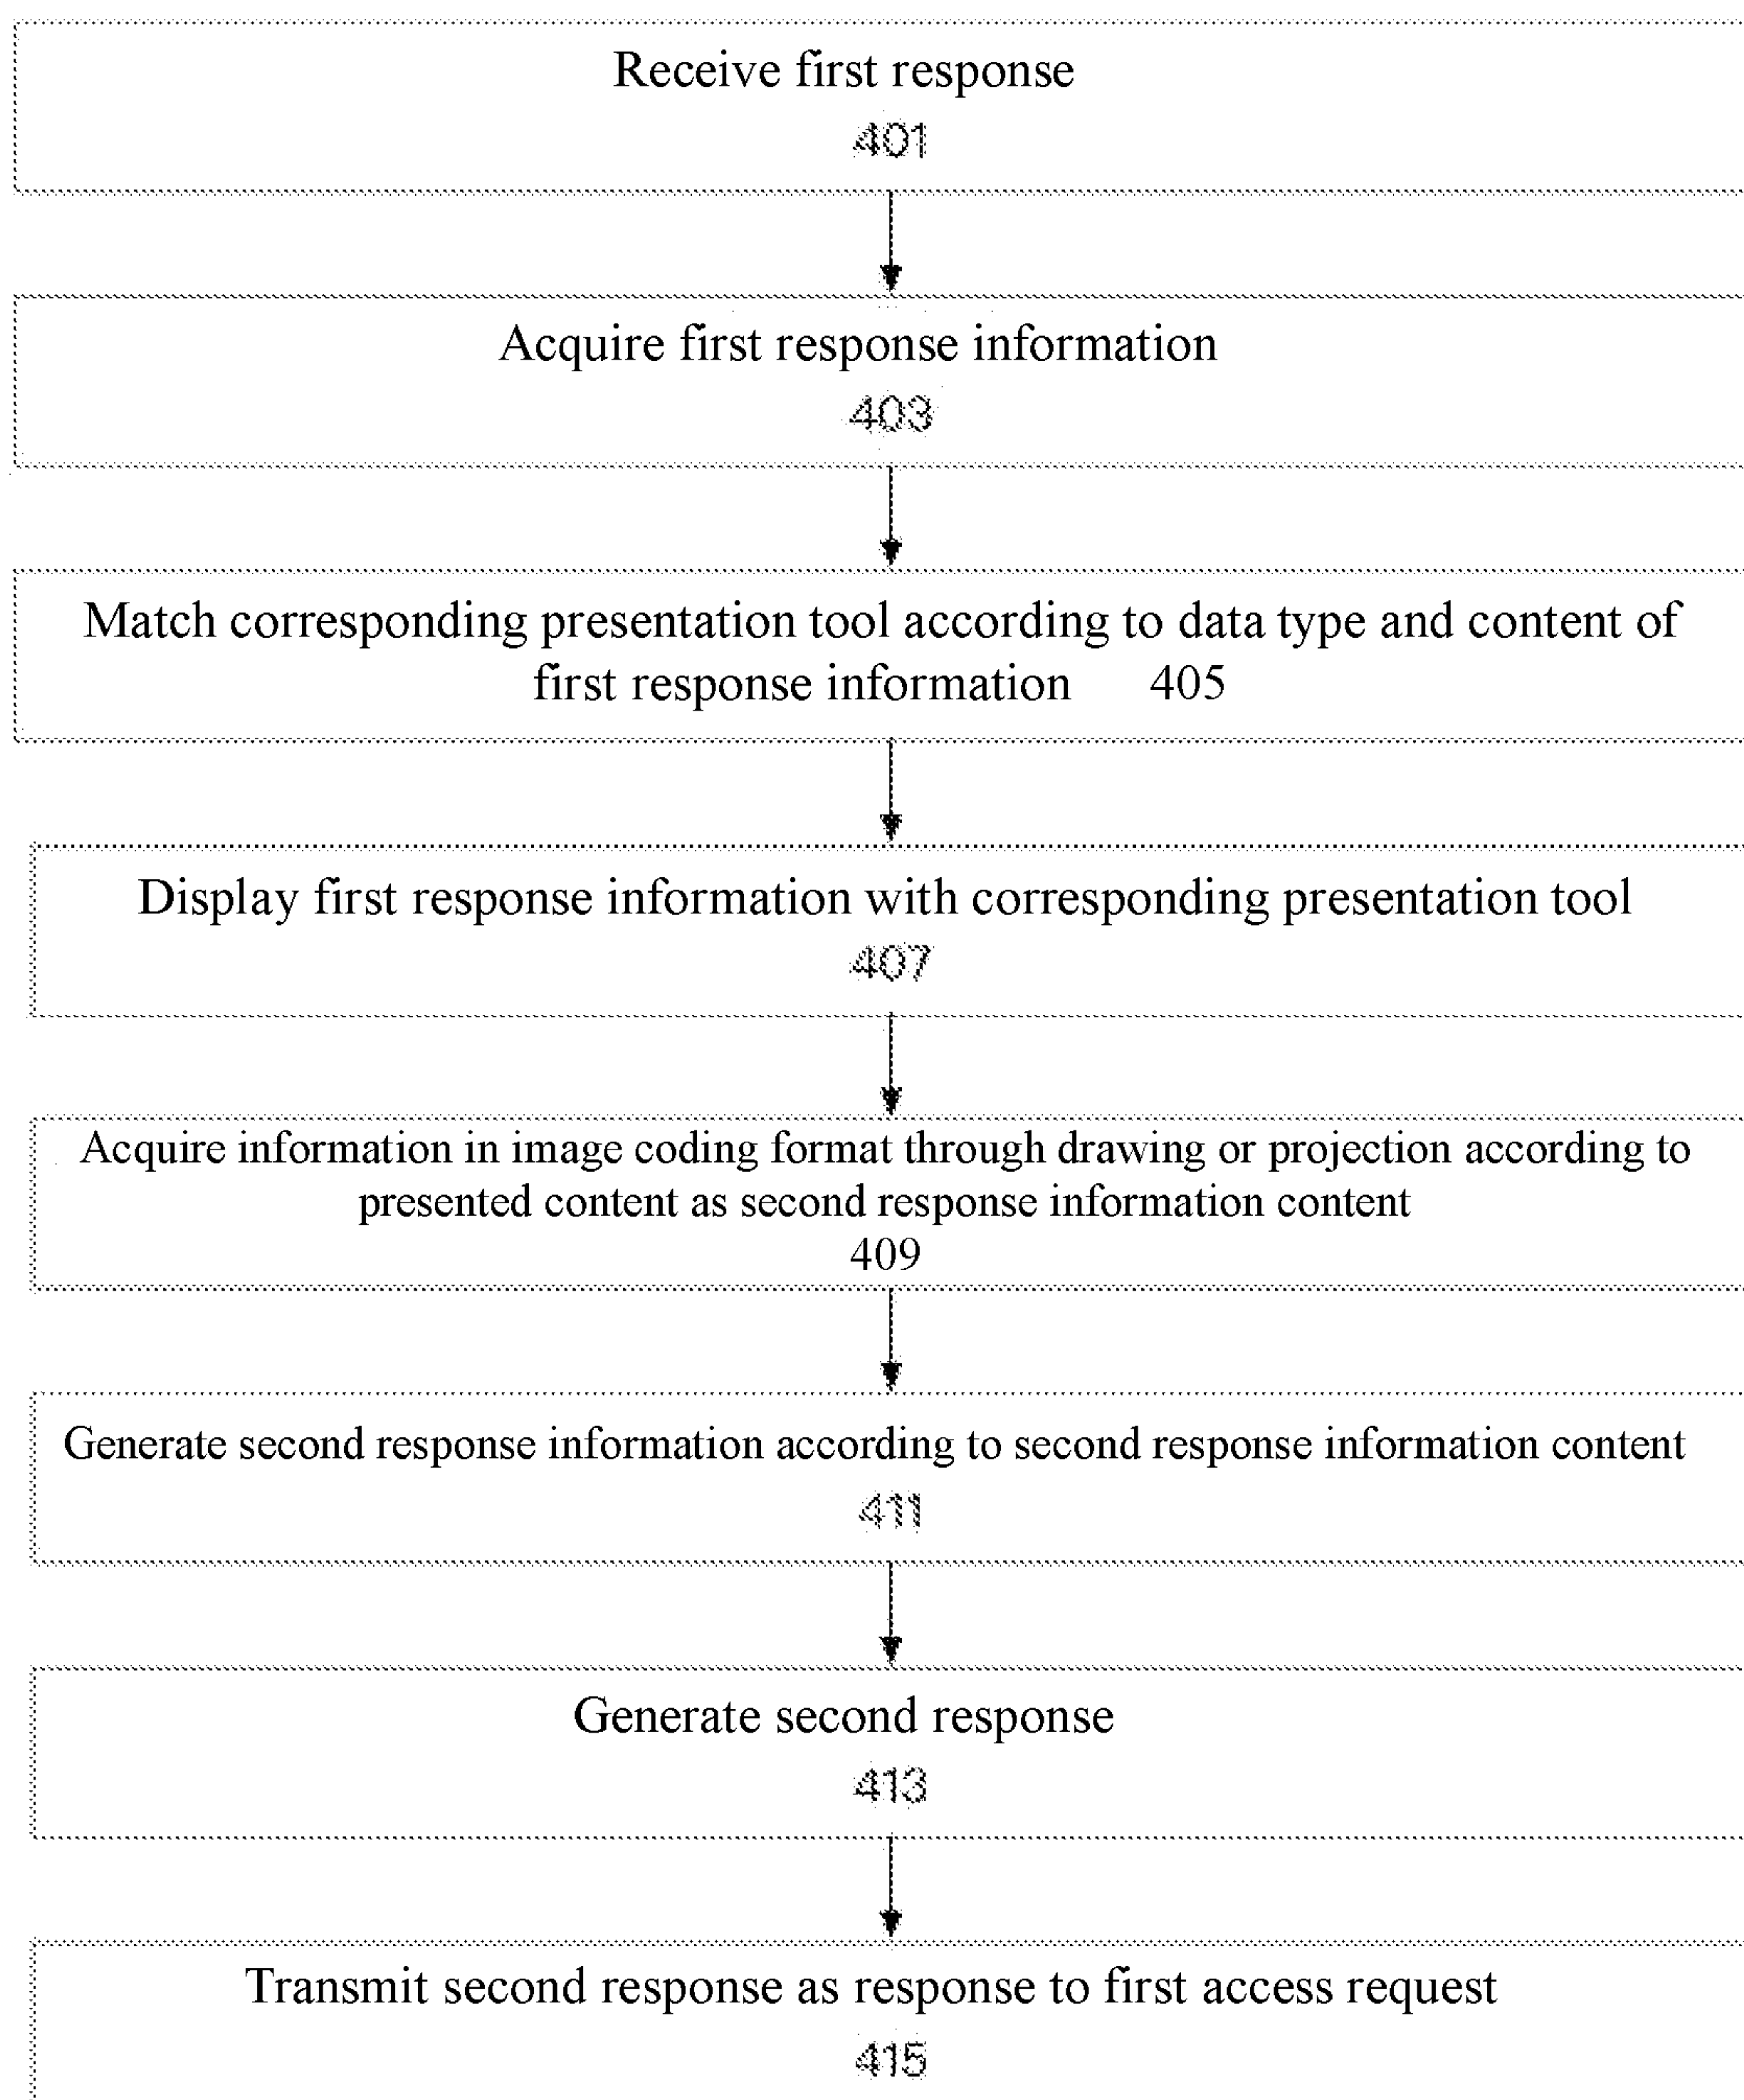 Receive first response
401
Acquire first response information
403
Match corresponding presentation tool according to data type and content of
first response information 405
Display first response information with corresponding presentation tool
407
Acquire information in image coding format through drawing or projection according to
presented content as second response information content
409
Generate second response information according to second response information content
411
Generate second response
413
Transmit second response as response to first access request
415